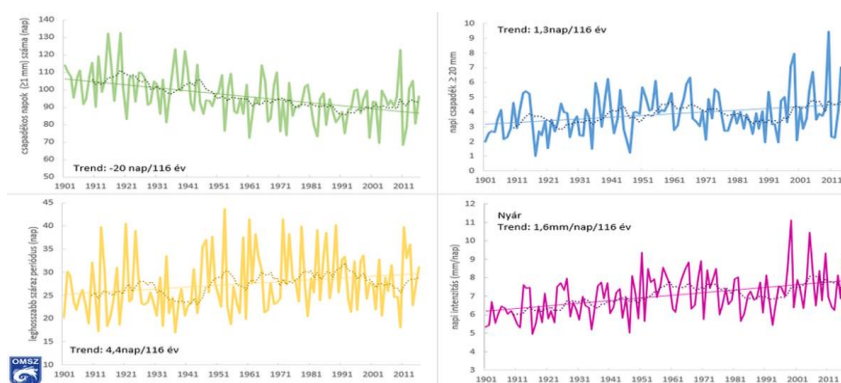 csapadékos napok (≥1 mm) száma (nap)
140
130
120
110
100
90
80
70
60
50
Trend: -20 nap/116 év
1901 1911 1921 1931 1941 1951 1961 1971 1981 1991 2001 2011
napi csapadék ≥ 20 mm
10
9
8
7
6
5
4
3
2
1
0
Trend: 1,3nap/116 év
1901 1911 1921 1931 1941 1951 1961 1971 1981 1991 2001 2011
leghosszabb száraz periódus (nap)
45
40
35
30
25
20
15
10
Trend: 4,4nap/116 év
1901 1911 1921 1931 1941 1951 1961 1971 1981 1991 2001 2011
OMSZ
napi intenzitás (mm/nap)
12
11
10
9
8
7
6
5
4
3
Nyár
Trend: 1,6mm/nap/116 év
1901 1911 1921 1931 1941 1951 1961 1971 1981 1991 2001 2011